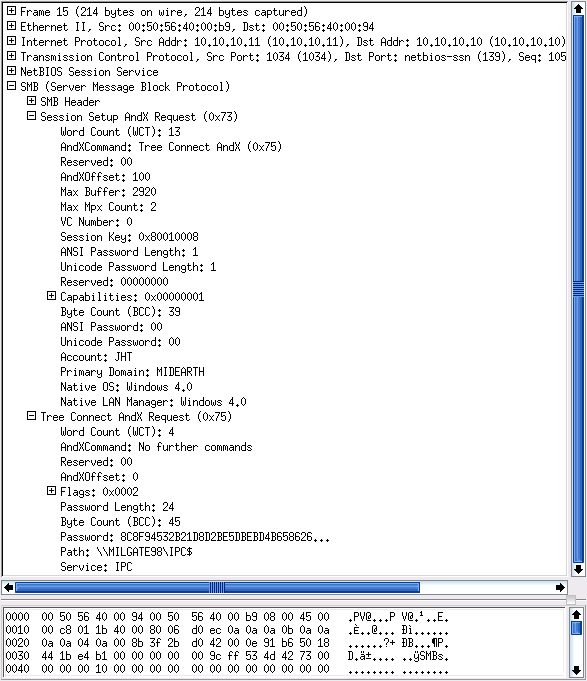 Frame 15 (214 bytes on wire, 214 bytes captured)
Ethernet II, Src: 00:50:56:40:00:b9, Dst: 00:50:56:40:00:94
Internet Protocol, Src Addr: 10.10.10.11 (10.10.10.11), Dst Addr: 10.10.10.10 (10.10.10.10)
Transmission Control Protocol, Src Port: 1034 (1034), Dst Port: netbios-ssn (139), Seq: 105
NetBIOS Session Service
SMB (Server Message Block Protocol)
SMB Header
Session Setup AndX Request (0x73)
Word Count (WCT): 13
AndXCommand: Tree Connect AndX (0x75)
Reserved: 00
AndXOffset: 100
Max Buffer: 2920
Max Mpx Count: 2
VC Number: 0
Session Key: 0x80010008
ANSI Password Length: 1
Unicode Password Length: 1
Reserved: 00000000
Capabilities: 0x00000001
Byte Count (BCC): 39
ANSI Password: 00
Unicode Password: 00
Account: JHT
Primary Domain: MIDEARTH
Native OS: Windows 4.0
Native LAN Manager: Windows 4.0
Tree Connect AndX Request (0x75)
Word Count (WCT): 4
AndXCommand: No further commands
Reserved: 00
AndXOffset: 0
Flags: 0x0002
Password Length: 24
Byte Count (BCC): 45
Password: 8C8F94532B21D8D2BE5DBEBD4B658626...
Path: \\MILGATE98\IPC$
Service: IPC
0000 00 50 56 40 00 94 00 50 56 40 00 b9 08 00 45 00 .PV@...P V@.¹..E.
0010 00 c8 01 1b 40 00 80 06 d0 ec 0a 0a 0a 0b 0a 0a .È..@... Ðì......
0020 0a 0a 04 0a 00 8b 3f 2b d0 42 00 0e 91 b6 50 18 ......?+ ÐB...¶P.
0030 44 1b e4 b1 00 00 00 00 00 9c ff 53 4d 42 73 00 D.ä±.... ..ÿSMBs.
0040 00 00 00 10 00 00 00 00 00 00 00 00 00 00 00 00 ........ ........